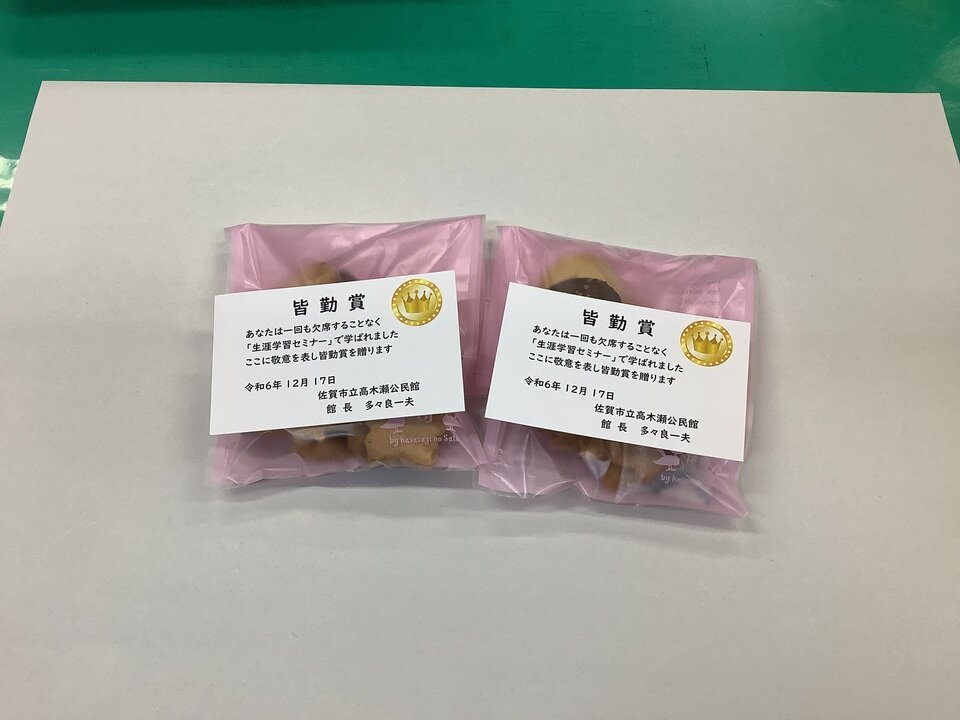 皆勤賞
あなたは一回も欠席することなく
「生涯学習セミナー」で学ばれました
ここに敬意を表し皆勤賞を贈ります
令和6年12月17日
佐賀市立高木瀬公民館
館 長 多々良一夫
by Kasasagi no Sato
皆勤賞
あなたは一回も欠席することなく
「生涯学習セミナー」で学ばれました
ここに敬意を表し皆勤賞を贈ります
令和6年12月17日
佐賀市立高木瀬公民館
館 長 多々良一夫
by